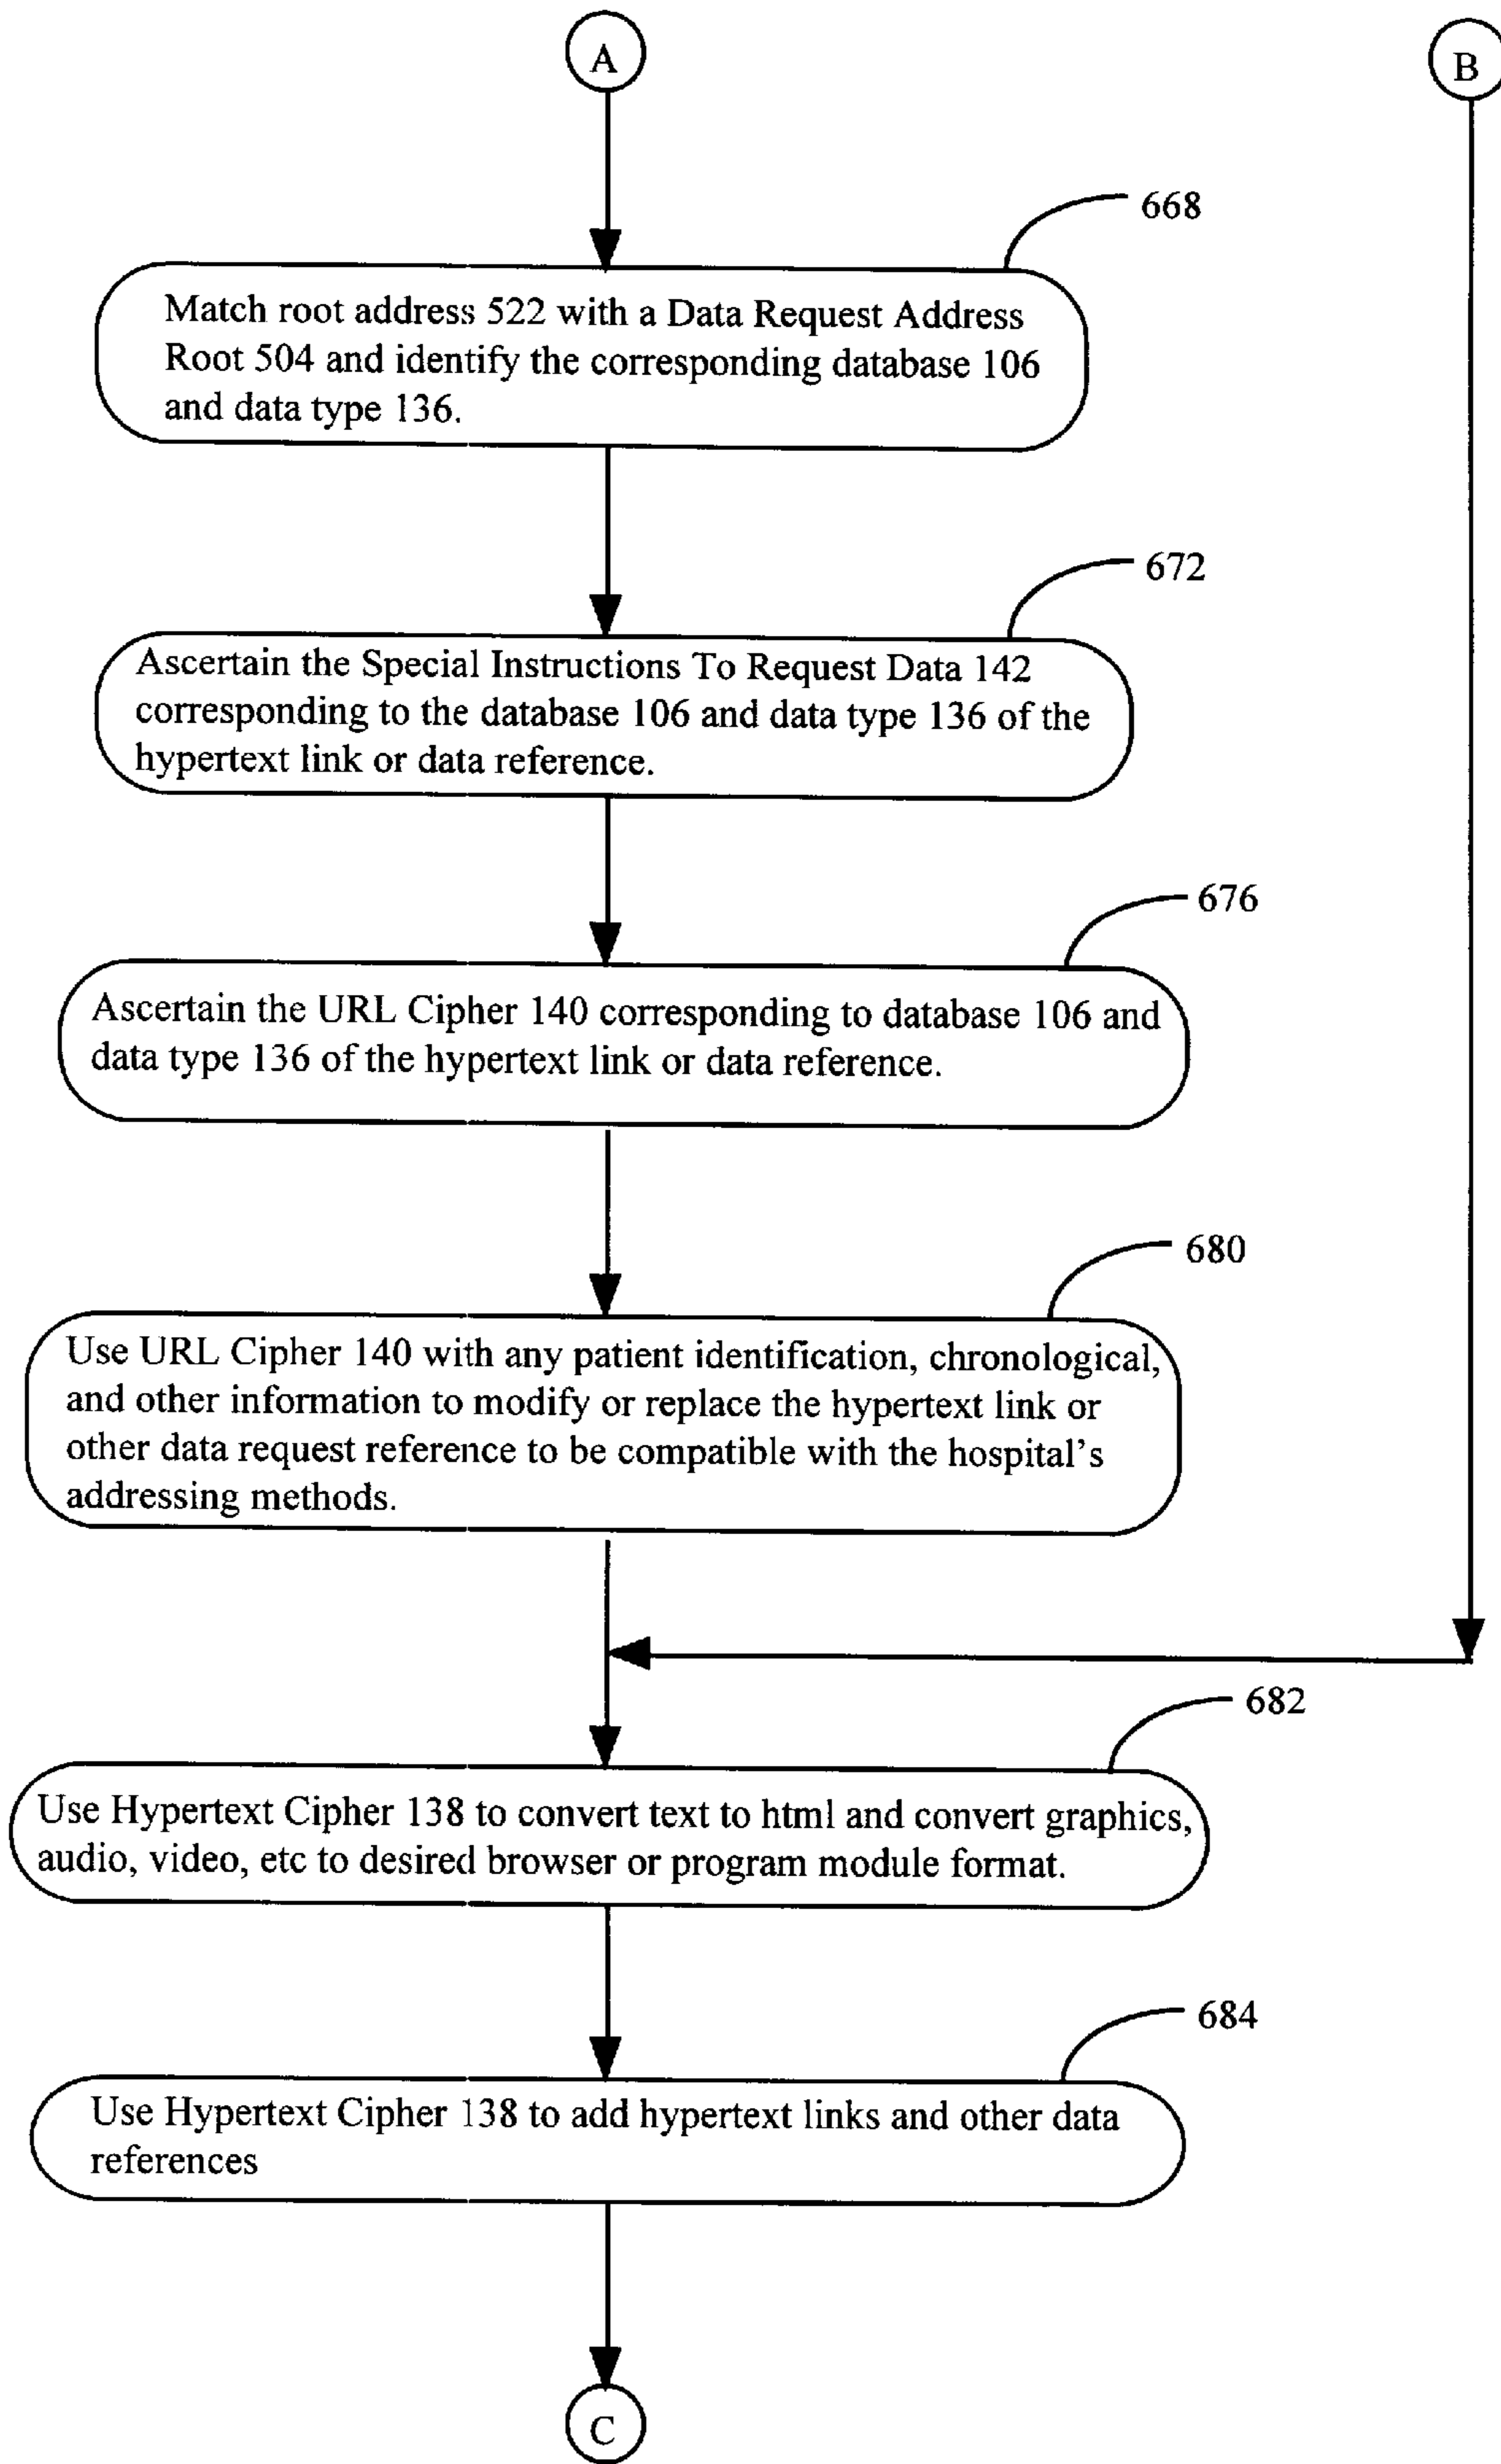 A
B
668
Match root address 522 with a Data Request Address
Root 504 and identify the corresponding database 106
and data type 136.
672
Ascertain the Special Instructions To Request Data 142
corresponding to the database 106 and data type 136 of the
hypertext link or data reference.
676
Ascertain the URL Cipher 140 corresponding to database 106 and
data type 136 of the hypertext link or data reference.
680
Use URL Cipher 140 with any patient identification, chronological,
and other information to modify or replace the hypertext link or
other data request reference to be compatible with the hospital's
addressing methods.
682
Use Hypertext Cipher 138 to convert text to html and convert graphics,
audio, video, etc to desired browser or program module format.
684
Use Hypertext Cipher 138 to add hypertext links and other data
references
C